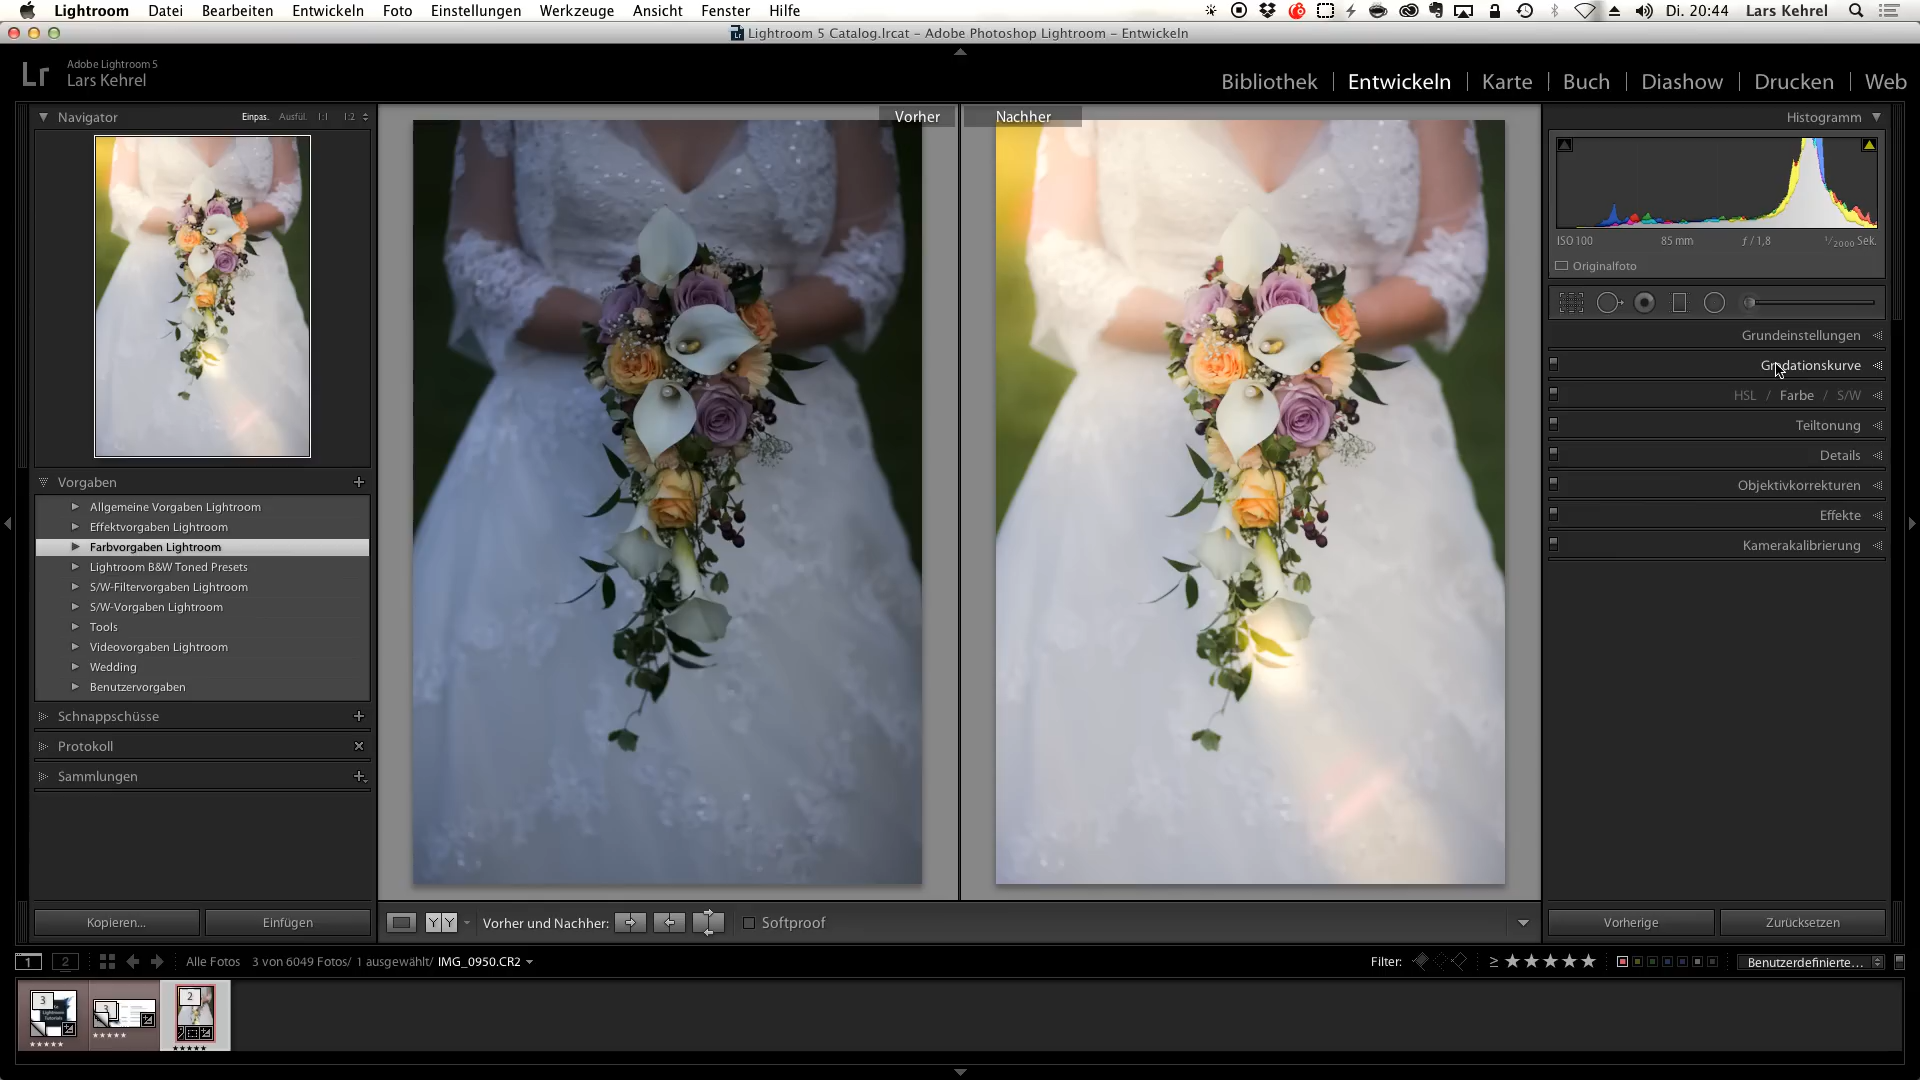 Lightroom Datei Bearbeiten Entwickeln Foto Einstellungen Werkzeuge Ansicht Fenster Hilfe Di. 20:44 Lars Kehrel
Lightroom 5 Catalog.lrcat – Adobe Photoshop Lightroom – Entwickeln
Lr Adobe Lightroom 5
Lars Kehrel
Bibliothek | Entwickeln | Karte | Buch | Diashow | Drucken | Web
Navigator Einpas. Ausfül. 1:1 1:2
Vorher
Nachher
Histogramm
ISO 100 85 mm ƒ / 1,8 1/2000 Sek.
Originalfoto
Grundeinstellungen
Gradationskurve
HSL / Farbe / S/W
Teiltonung
Details
Objektivkorrekturen
Effekte
Kamerakalibrierung
Vorgaben
Allgemeine Vorgaben Lightroom
Effektvorgaben Lightroom
Farbvorgaben Lightroom
Lightroom B&W Toned Presets
S/W-Filtervorgaben Lightroom
S/W-Vorgaben Lightroom
Tools
Videovorgaben Lightroom
Wedding
Benutzervorgaben
Schnappschüsse
Protokoll
Sammlungen
Kopieren... Einfügen
Y Y Vorher und Nachher: Softproof
Vorherige Zurücksetzen
1 2 Alle Fotos 3 von 6049 Fotos/ 1 ausgewählt/ IMG_0950.CR2
Filter: ≥ ★★★★★ Benutzerdefinierte...
3
3
2